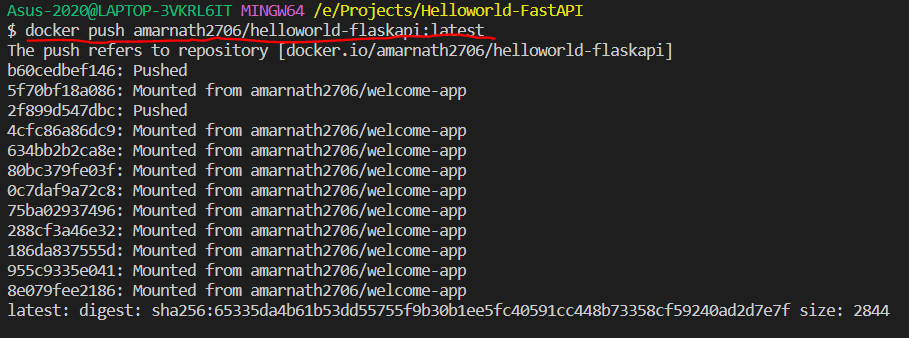 Asus-2020@LAPTOP-3VKRL6IT MINGW64 /e/Projects/Helloworld-FastAPI
$ docker push amarnath2706/helloworld-flaskapi:latest
The push refers to repository [docker.io/amarnath2706/helloworld-flaskapi]
b60cedbef146: Pushed
5f70bf18a086: Mounted from amarnath2706/welcome-app
2f899d547dbc: Pushed
4cfc86a86dc9: Mounted from amarnath2706/welcome-app
634bb2b2ca8e: Mounted from amarnath2706/welcome-app
80bc379fe03f: Mounted from amarnath2706/welcome-app
0c7daf9a72c8: Mounted from amarnath2706/welcome-app
75ba02937496: Mounted from amarnath2706/welcome-app
288cf3a46e32: Mounted from amarnath2706/welcome-app
186da837555d: Mounted from amarnath2706/welcome-app
955c9335e041: Mounted from amarnath2706/welcome-app
8e079fee2186: Mounted from amarnath2706/welcome-app
latest: digest: sha256:65335da4b61b53dd55755f9b30b1ee5fc40591cc448b73358cf59240ad2d7e7f size: 2844